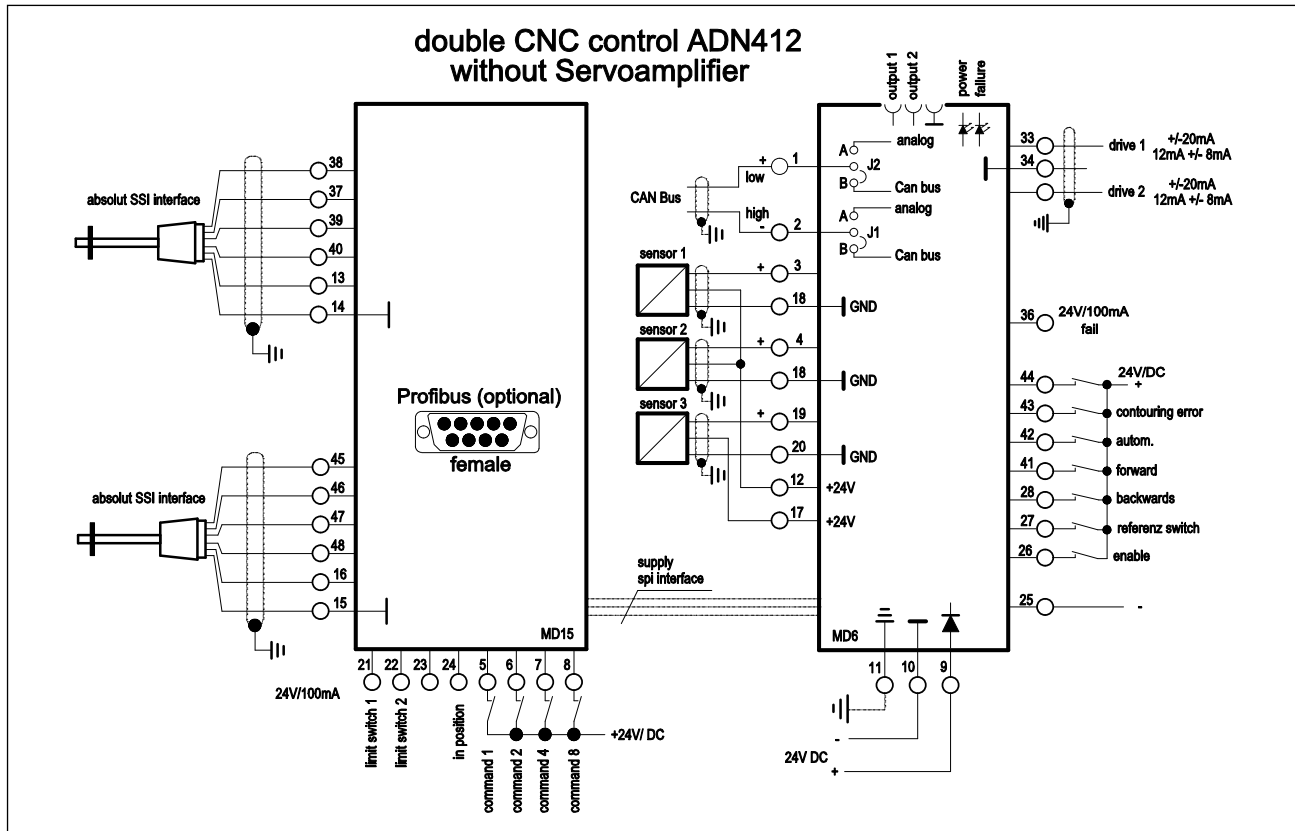 double CNC control ADN412
without Servoamplifier
absolut SSI interface
38
37
39
40
13
14
absolut SSI interface
45
46
47
48
16
15
Profibus (optional)
female
MD15
21
22
23
24
5
6
7
8
24V/100mA
limit switch 1
limit switch 2
in position
command 1
command 2
command 4
command 8
+24V/ DC
supply
spi interface
CAN Bus
+
low
high
-
1
2
sensor 1
+
3
18
GND
sensor 2
+
4
18
GND
sensor 3
+
19
20
GND
12
+24V
17
+24V
output 1
output 2
power
failure
A
analog
J2
B
Can bus
A
analog
J1
B
Can bus
33
drive 1
+/-20mA
12mA +/- 8mA
34
drive 2
+/-20mA
12mA +/- 8mA
36
24V/100mA
fail
44
24V/DC
+
43
contouring error
42
autom.
41
forward
28
backwards
27
referenz switch
26
enable
25
-
MD6
11
10
9
-
24V DC
+